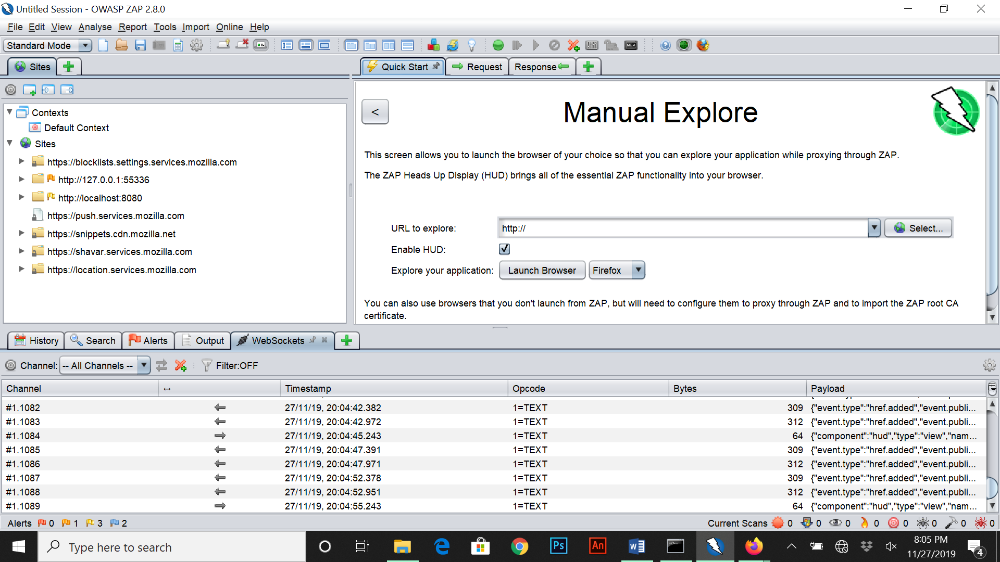 Untitled Session - OWASP ZAP 2.8.0
File Edit View Analyse Report Tools Import Online Help
Standard Mode
Sites
Quick Start Request Response
Contexts
Default Context
Sites
https://blocklists.settings.services.mozilla.com
http://127.0.0.1:55336
http://localhost:8080
https://push.services.mozilla.com
https://snippets.cdn.mozilla.net
https://shavar.services.mozilla.com
https://location.services.mozilla.com
<
Manual Explore
This screen allows you to launch the browser of your choice so that you can explore your application while proxying through ZAP.
The ZAP Heads Up Display (HUD) brings all of the essential ZAP functionality into your browser.
URL to explore: http:// Select...
Enable HUD:
Explore your application: Launch Browser Firefox
You can also use browsers that you don't launch from ZAP, but will need to configure them to proxy through ZAP and to import the ZAP root CA
certificate.
History Search Alerts Output WebSockets
Channel: -- All Channels -- Filter:OFF
Channel ↔ Timestamp Opcode Bytes Payload
#1.1082 27/11/19, 20:04:42.382 1=TEXT 309 {"event.type":"href.added","event.publi...
#1.1083 27/11/19, 20:04:42.972 1=TEXT 312 {"event.type":"href.added","event.publi...
#1.1084 27/11/19, 20:04:45.243 1=TEXT 64 {"component":"hud","type":"view","nam...
#1.1085 27/11/19, 20:04:47.391 1=TEXT 309 {"event.type":"href.added","event.publi...
#1.1086 27/11/19, 20:04:47.971 1=TEXT 312 {"event.type":"href.added","event.publi...
#1.1087 27/11/19, 20:04:52.378 1=TEXT 309 {"event.type":"href.added","event.publi...
#1.1088 27/11/19, 20:04:52.951 1=TEXT 312 {"event.type":"href.added","event.publi...
#1.1089 27/11/19, 20:04:55.243 1=TEXT 64 {"component":"hud","type":"view","nam...
Alerts 0 1 3 2 Current Scans 0 0 0 0 0 0 0 0
Type here to search
Ps An W
8:05 PM
11/27/2019
4